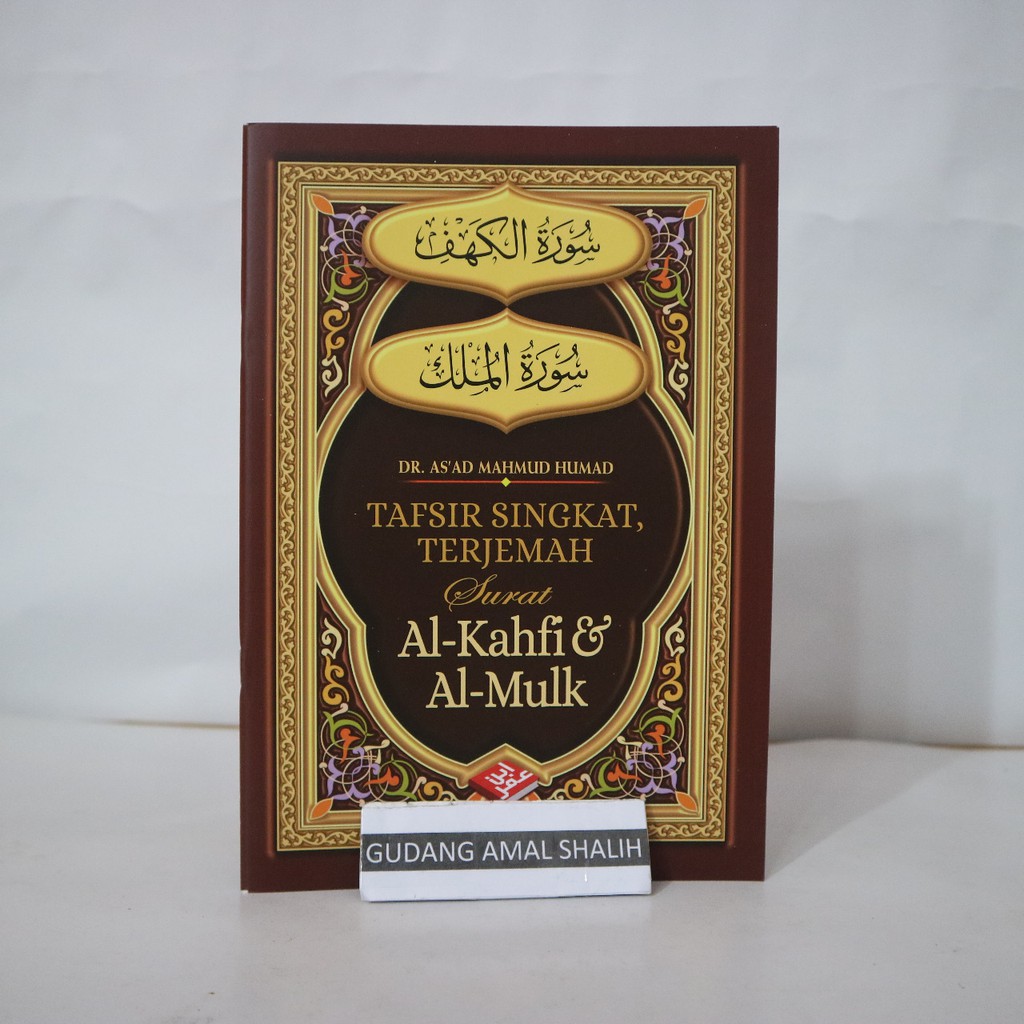 سُورَةُ الكَهَفِ
سُورَةُ المُلْكِ
DR. AS'AD MAHMUD HUMAD
TAFSIR SINGKAT,
TERJEMAH
Surat
Al-Kahfi &
Al-Mulk
GUDANG AMAL SHALIH